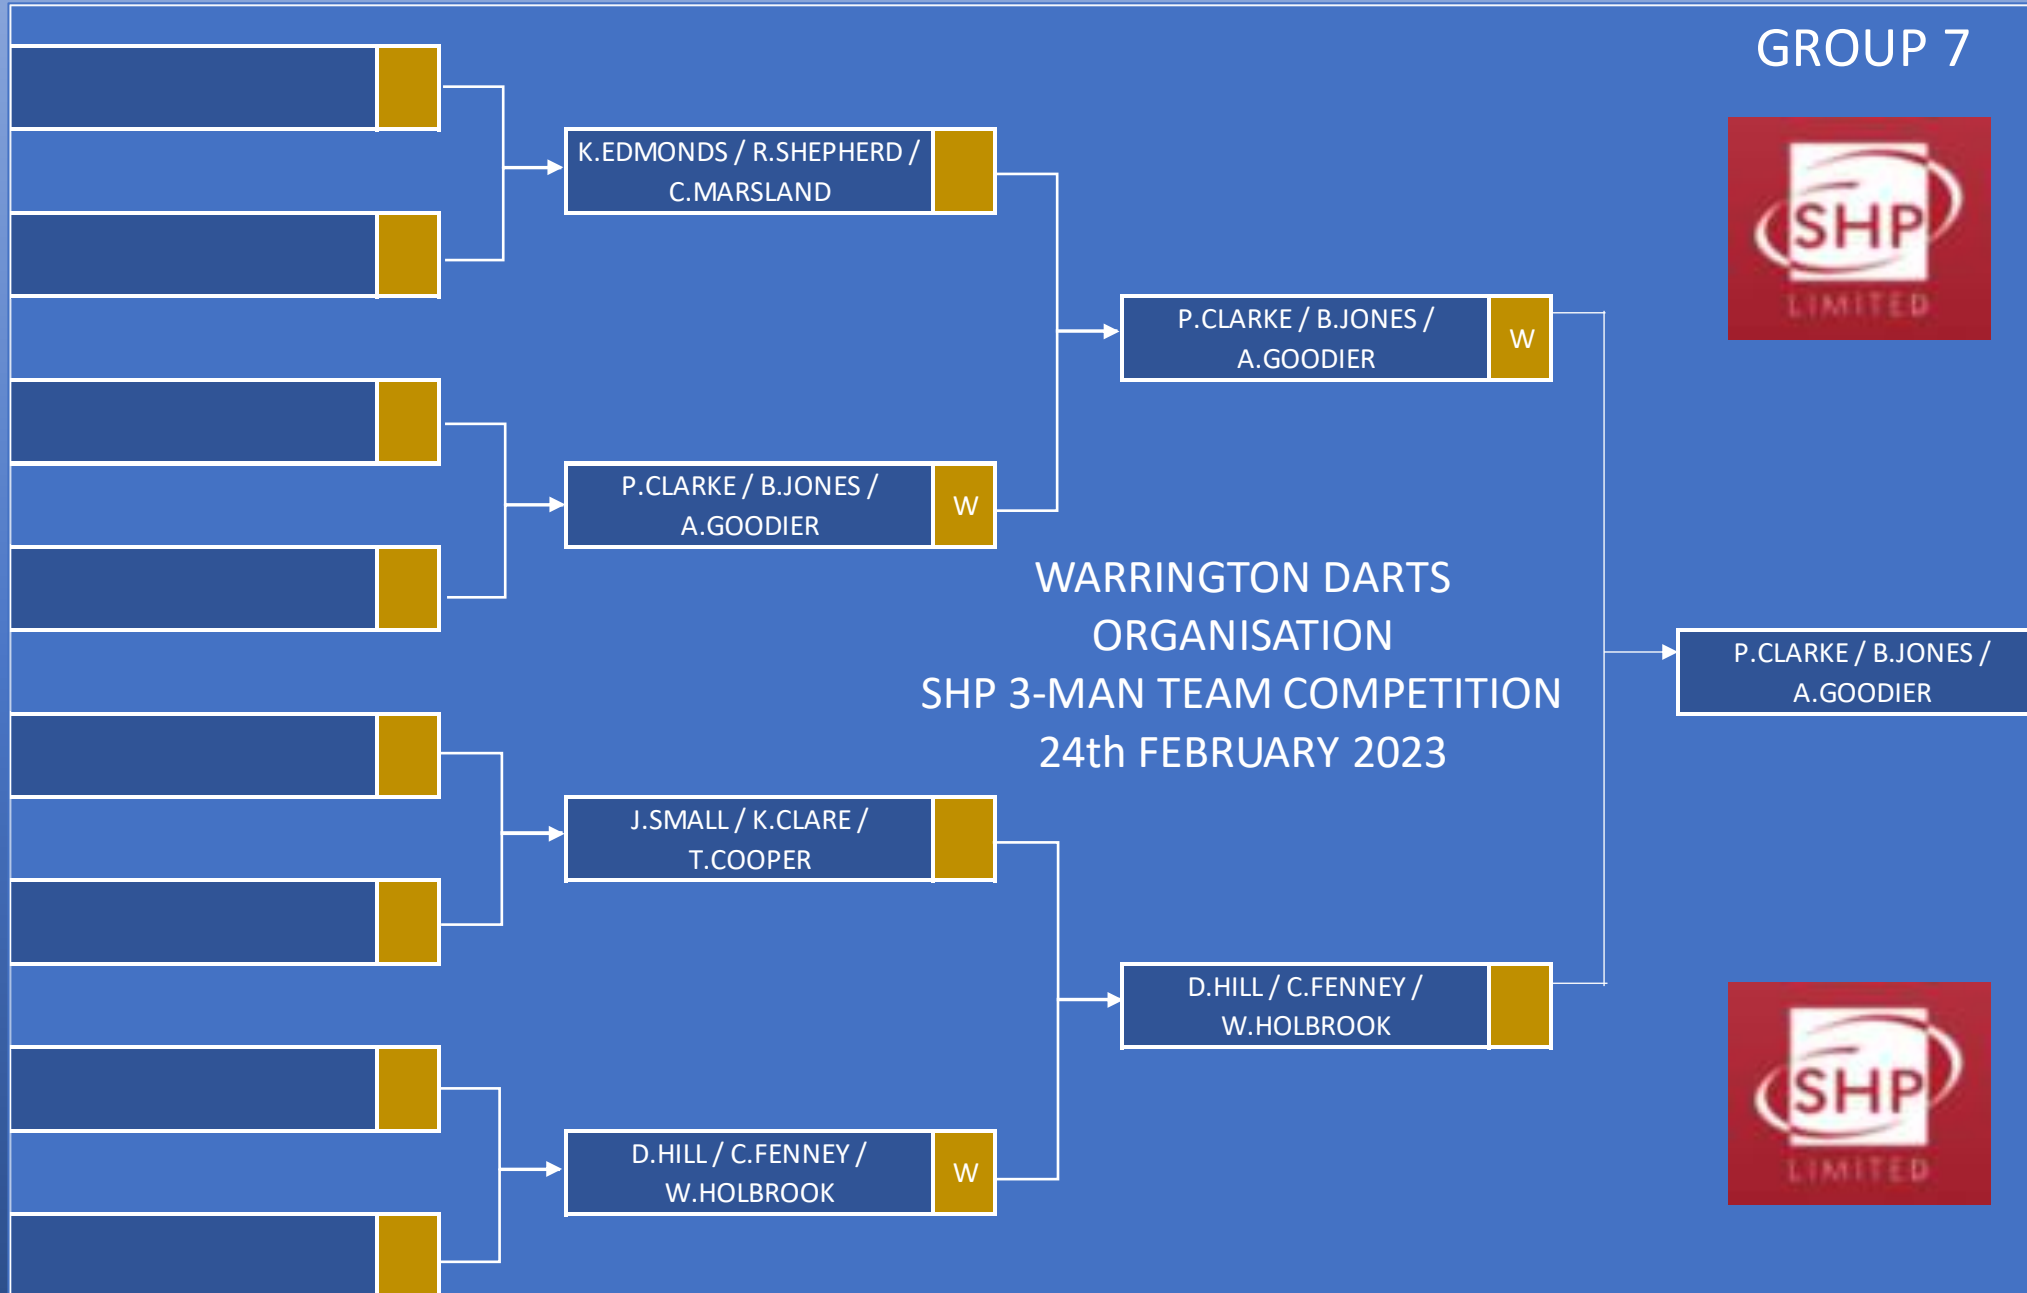 GROUP 7
SHP
LIMITED
K.EDMONDS / R.SHEPHERD /
C.MARSLAND
P.CLARKE / B.JONES /
A.GOODIER
W
P.CLARKE / B.JONES /
A.GOODIER
W
WARRINGTON DARTS
ORGANISATION
SHP 3-MAN TEAM COMPETITION
24th FEBRUARY 2023
P.CLARKE / B.JONES /
A.GOODIER
J.SMALL / K.CLARE /
T.COOPER
D.HILL / C.FENNEY /
W.HOLBROOK
D.HILL / C.FENNEY /
W.HOLBROOK
W
SHP
LIMITED